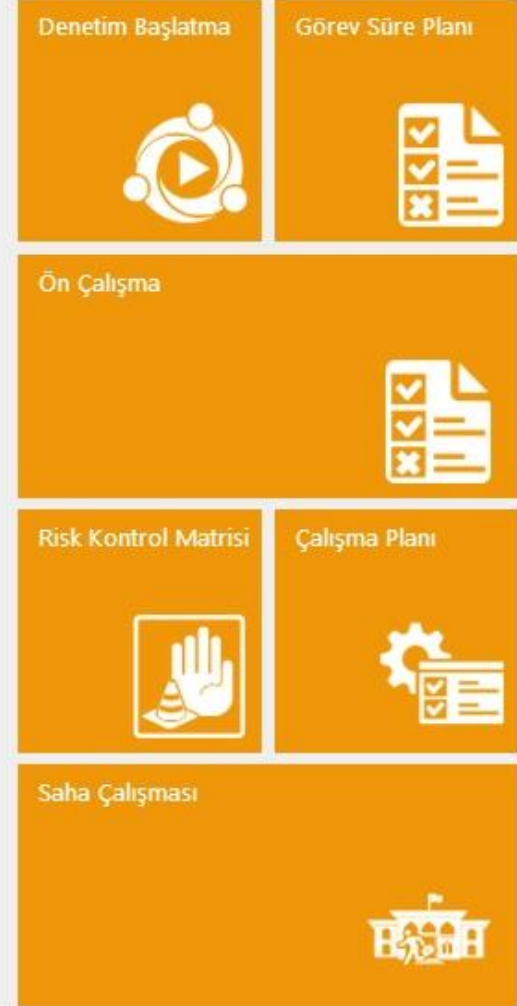 Denetim Başlatma
Görev Süre Planı
Ön Çalışma
Risk Kontrol Matrisi
Çalışma Planı
Saha Çalışması